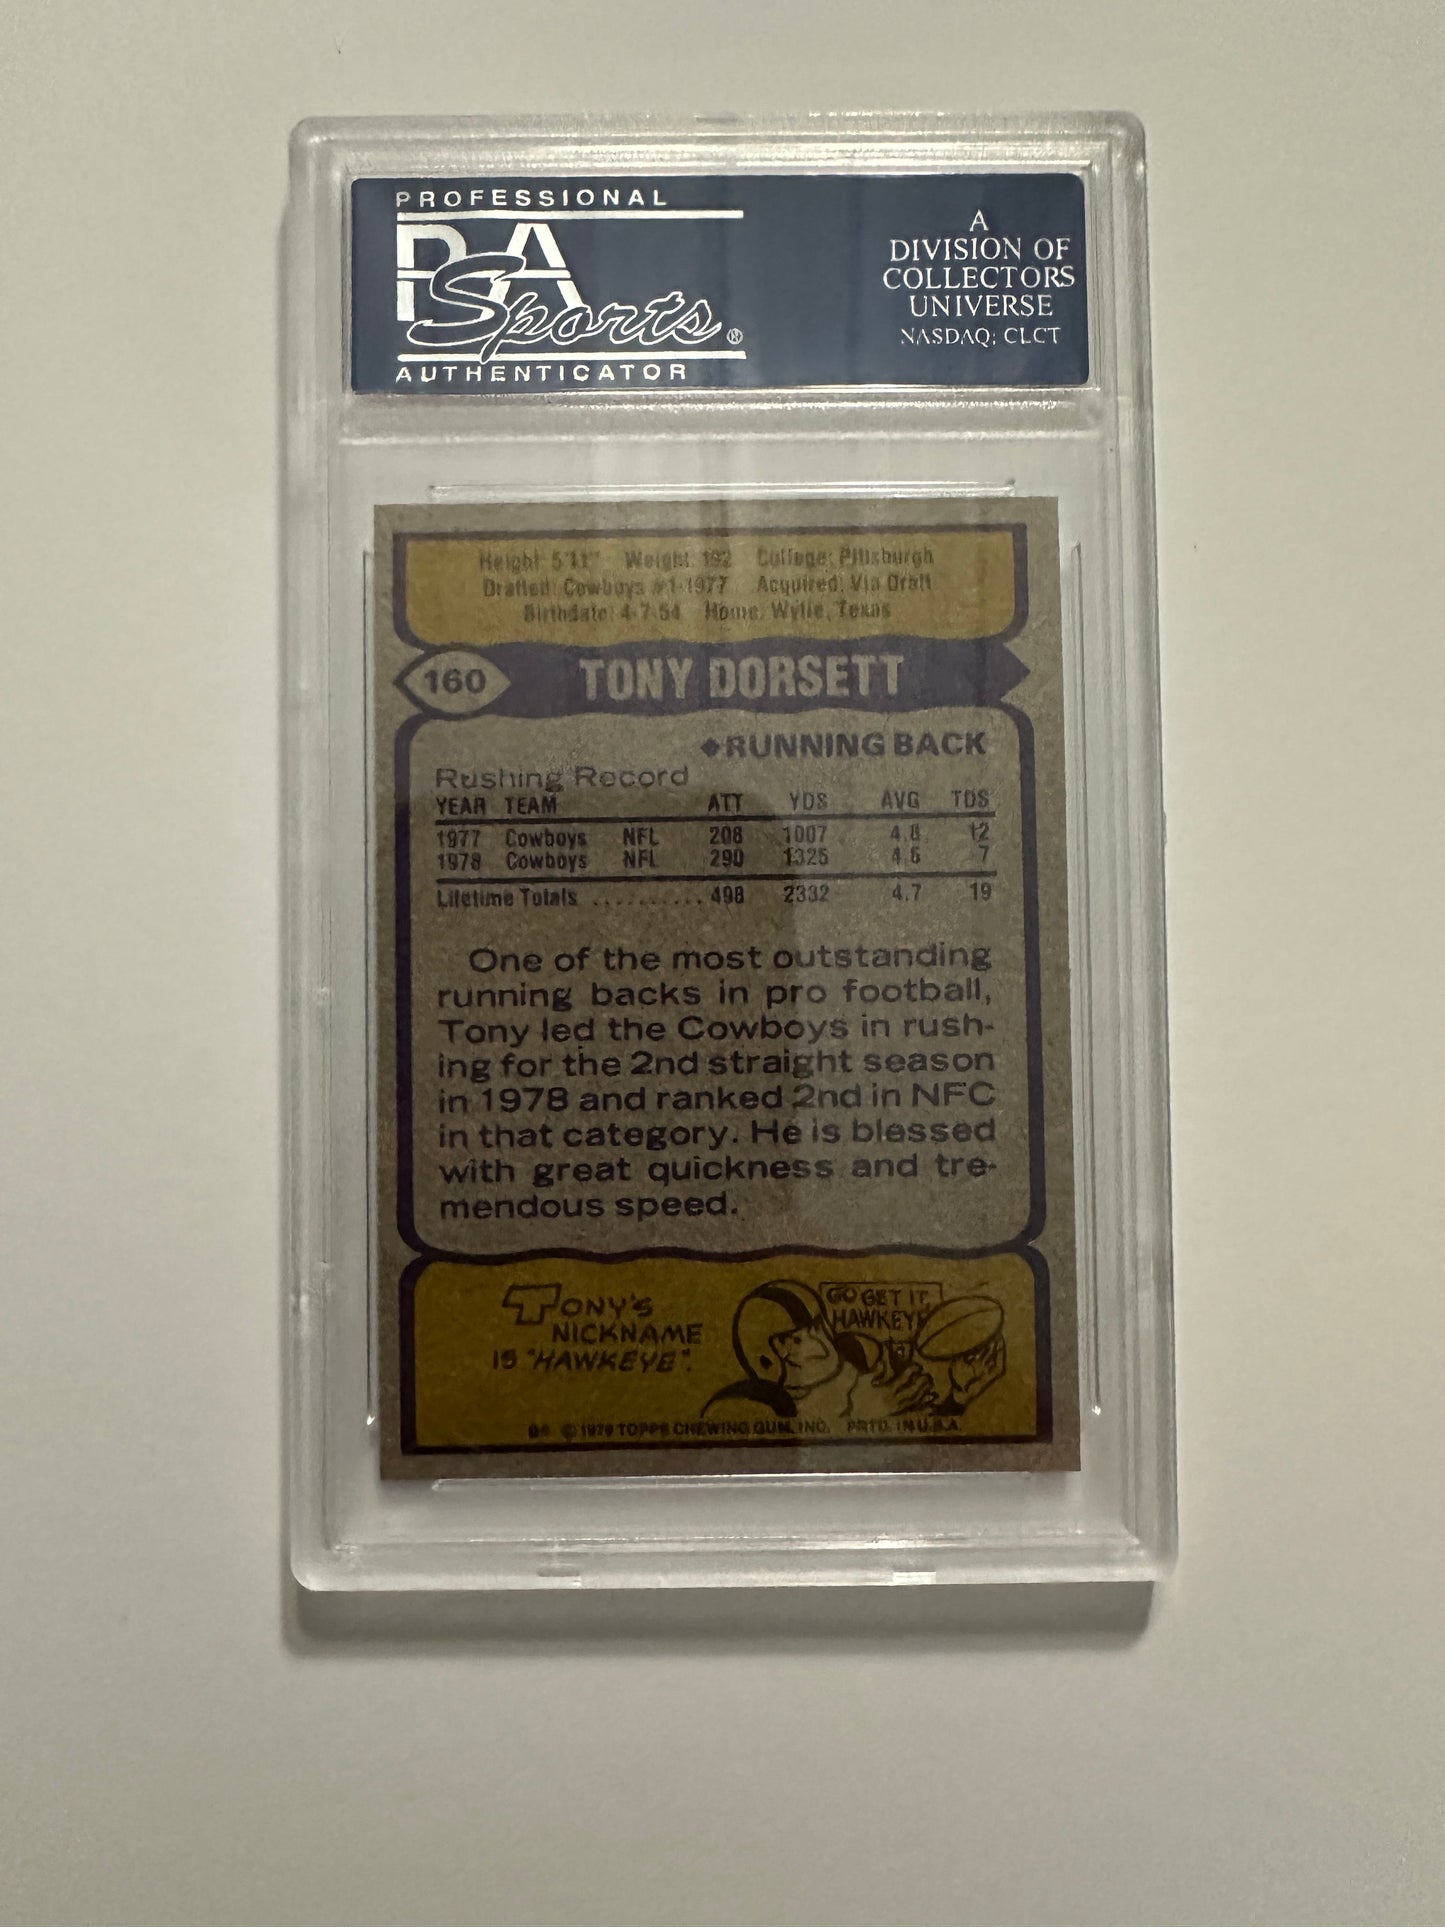 PROFESSIONAL
PSA
Sports®
AUTHENTICATOR
A
DIVISION OF
COLLECTORS
UNIVERSE
NASDAQ: CLCT
Height: 5'11" Weight: 192 College: Pittsburgh
Drafted: Cowboys #1-1977 Acquired: Via Draft
Birthdate: 4-7-54 Home: Wylie, Texas
160 TONY DORSETT
◆RUNNING BACK
Rushing Record
YEAR TEAM ATT YDS AVG TDS
1977 Cowboys NFL 208 1007 4.8 12
1978 Cowboys NFL 290 1325 4.6 7
Lifetime Totals .......... 498 2332 4.7 19
One of the most outstanding
running backs in pro football,
Tony led the Cowboys in rush-
ing for the 2nd straight season
in 1978 and ranked 2nd in NFC
in that category. He is blessed
with great quickness and tre-
mendous speed.
TONY'S
NICKNAME
IS "HAWKEYE".
GO GET IT,
HAWKEYE
© 1979 TOPPS CHEWING GUM, INC. PRTD. IN U.S.A.